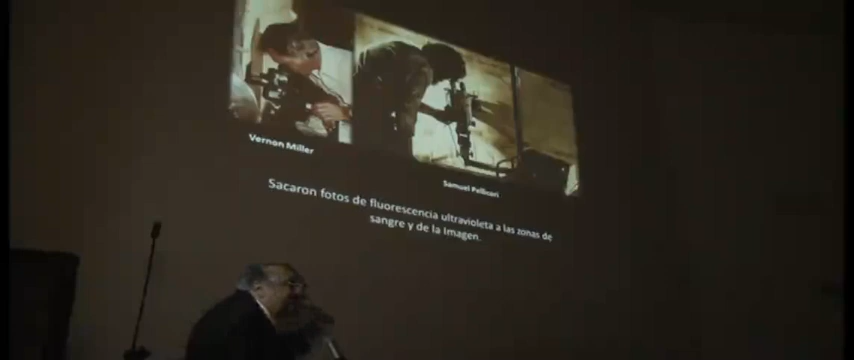 Vernon Miller
Samuel Pellicori
Sacaron fotos de fluorescencia ultravioleta a las zonas de
sangre y de la Imagen.